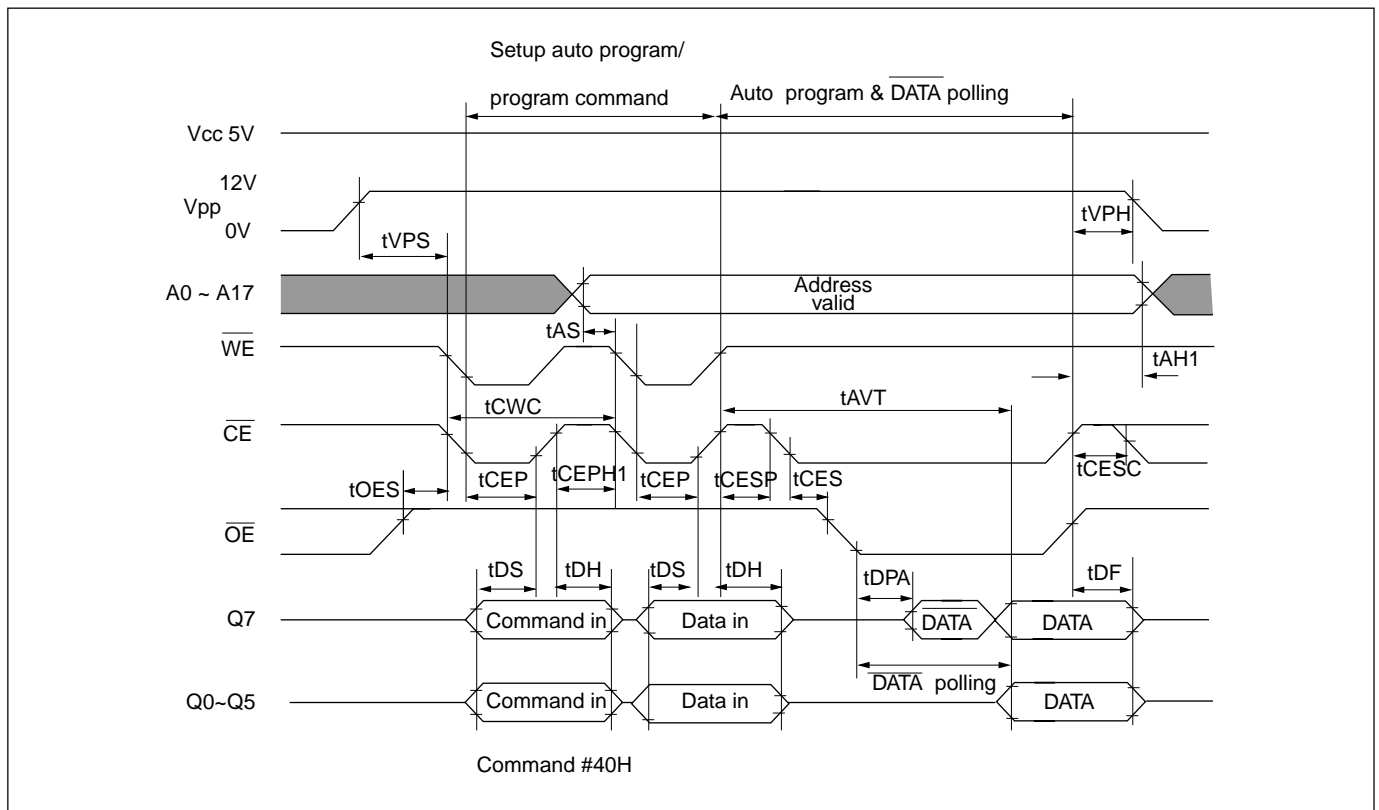 Setup auto program/
program command
Auto program & DATA polling
Vcc 5V
12V
Vpp
0V
tVPS
tVPH
A0 ~ A17
Address
valid
tAS
WE
tAH1
tCWC
tAVT
CE
tOES
tCEP
tCEPH1
tCEP
tCESP
tCES
tCESC
OE
tDS
tDH
tDS
tDH
tDPA
tDF
Q7
Command in
Data in
DATA
DATA
DATA polling
Q0~Q5
Command in
Data in
DATA
Command #40H